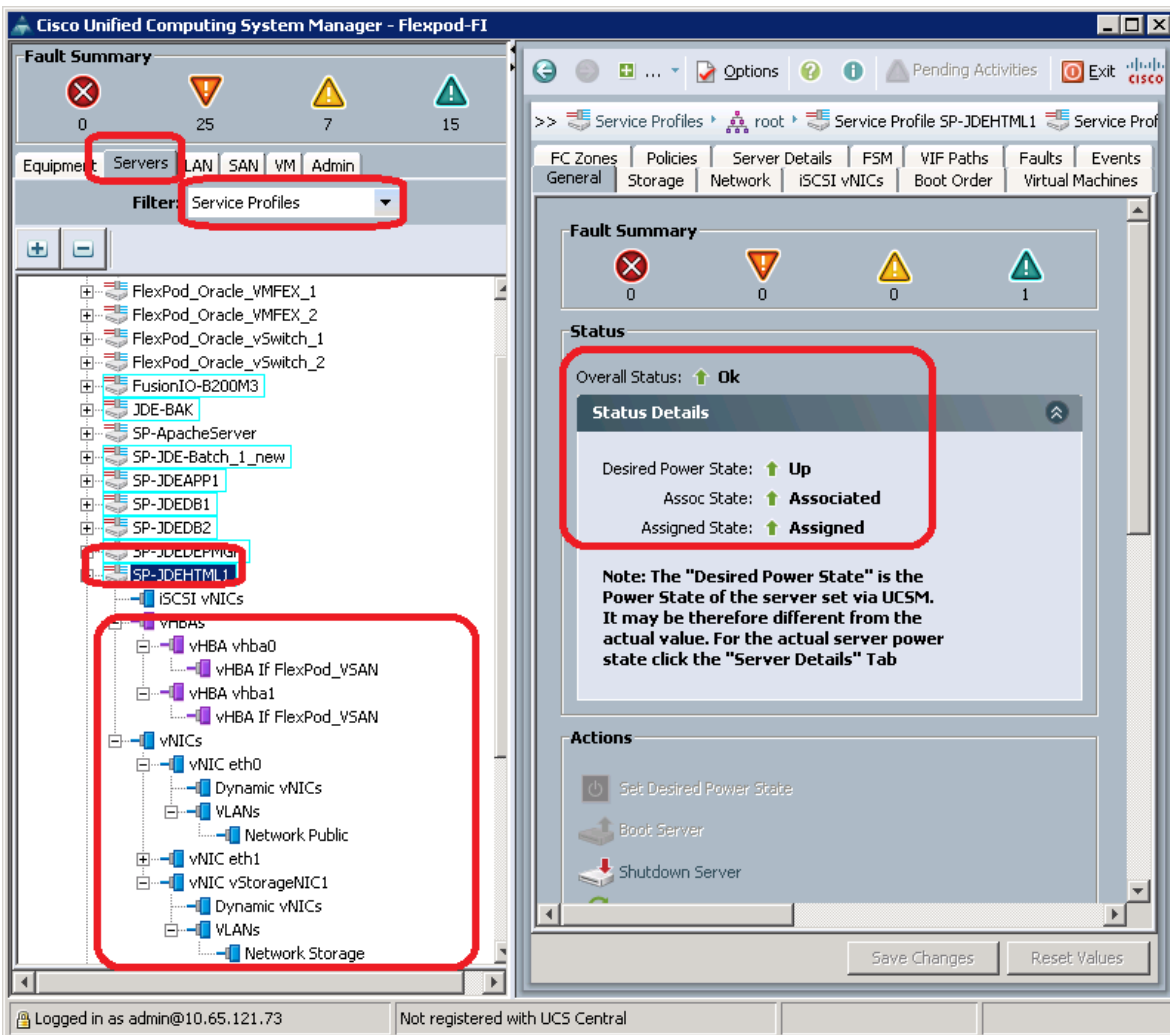 Cisco Unified Computing System Manager - Flexpod-FI
Fault Summary
0 25 7 15
Equipment Servers LAN SAN VM Admin
Filter: Service Profiles
FlexPod_Oracle_VMFEX_1
FlexPod_Oracle_VMFEX_2
FlexPod_Oracle_vSwitch_1
FlexPod_Oracle_vSwitch_2
FusionIO-B200M3
JDE-BAK
SP-ApacheServer
SP-JDE-Batch_1_new
SP-JDEAPP1
SP-JDEDB1
SP-JDEDB2
SP-JDEHTML1
iSCSI vNICs
vHBAs
vHBA vhba0
vHBA If FlexPod_VSAN
vHBA vhba1
vHBA If FlexPod_VSAN
vNICs
vNIC eth0
Dynamic vNICs
VLANs
Network Public
vNIC eth1
vNIC vStorageNIC1
Dynamic vNICs
VLANs
Network Storage
... Options Pending Activities Exit cisco
>> Service Profiles root Service Profile SP-JDEHTML1 Service Prof
FC Zones Policies Server Details FSM VIF Paths Faults Events
General Storage Network iSCSI vNICs Boot Order Virtual Machines
Fault Summary
0 0 0 1
Status
Overall Status: Ok
Status Details
Desired Power State: Up
Assoc State: Associated
Assigned State: Assigned
Note: The "Desired Power State" is the
Power State of the server set via UCSM.
It may be therefore different from the
actual value. For the actual server power
state click the "Server Details" Tab
Actions
Set Desired Power State
Boot Server
Shutdown Server
Save Changes Reset Values
Logged in as admin@10.65.121.73 Not registered with UCS Central